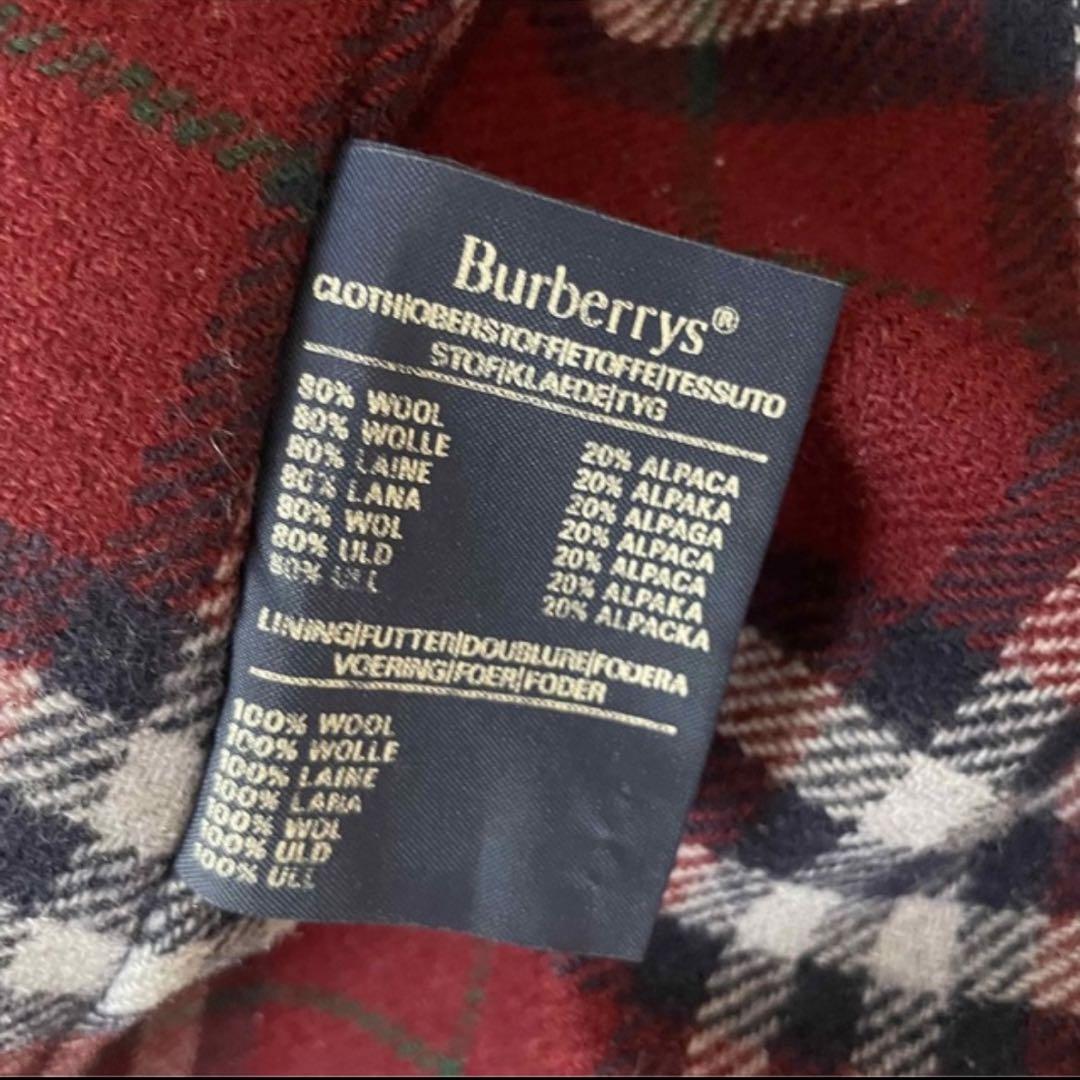 Burberrys®
CLOTH|OBERSTOFF|ETOFFE|TESSUTO
STOF|KLAEDE|TYG
80% WOOL 20% ALPACA
80% WOLLE 20% ALPAKA
80% LAINE 20% ALPAGA
80% LANA 20% ALPACA
80% WOL 20% ALPACA
80% ULD 20% ALPAKA
80% ULL 20% ALPACKA
LINING|FUTTER|DOUBLURE|FODERA
VOERING|FOER|FODER
100% WOOL
100% WOLLE
100% LAINE
100% LANA
100% WOL
100% ULD
100% ULL